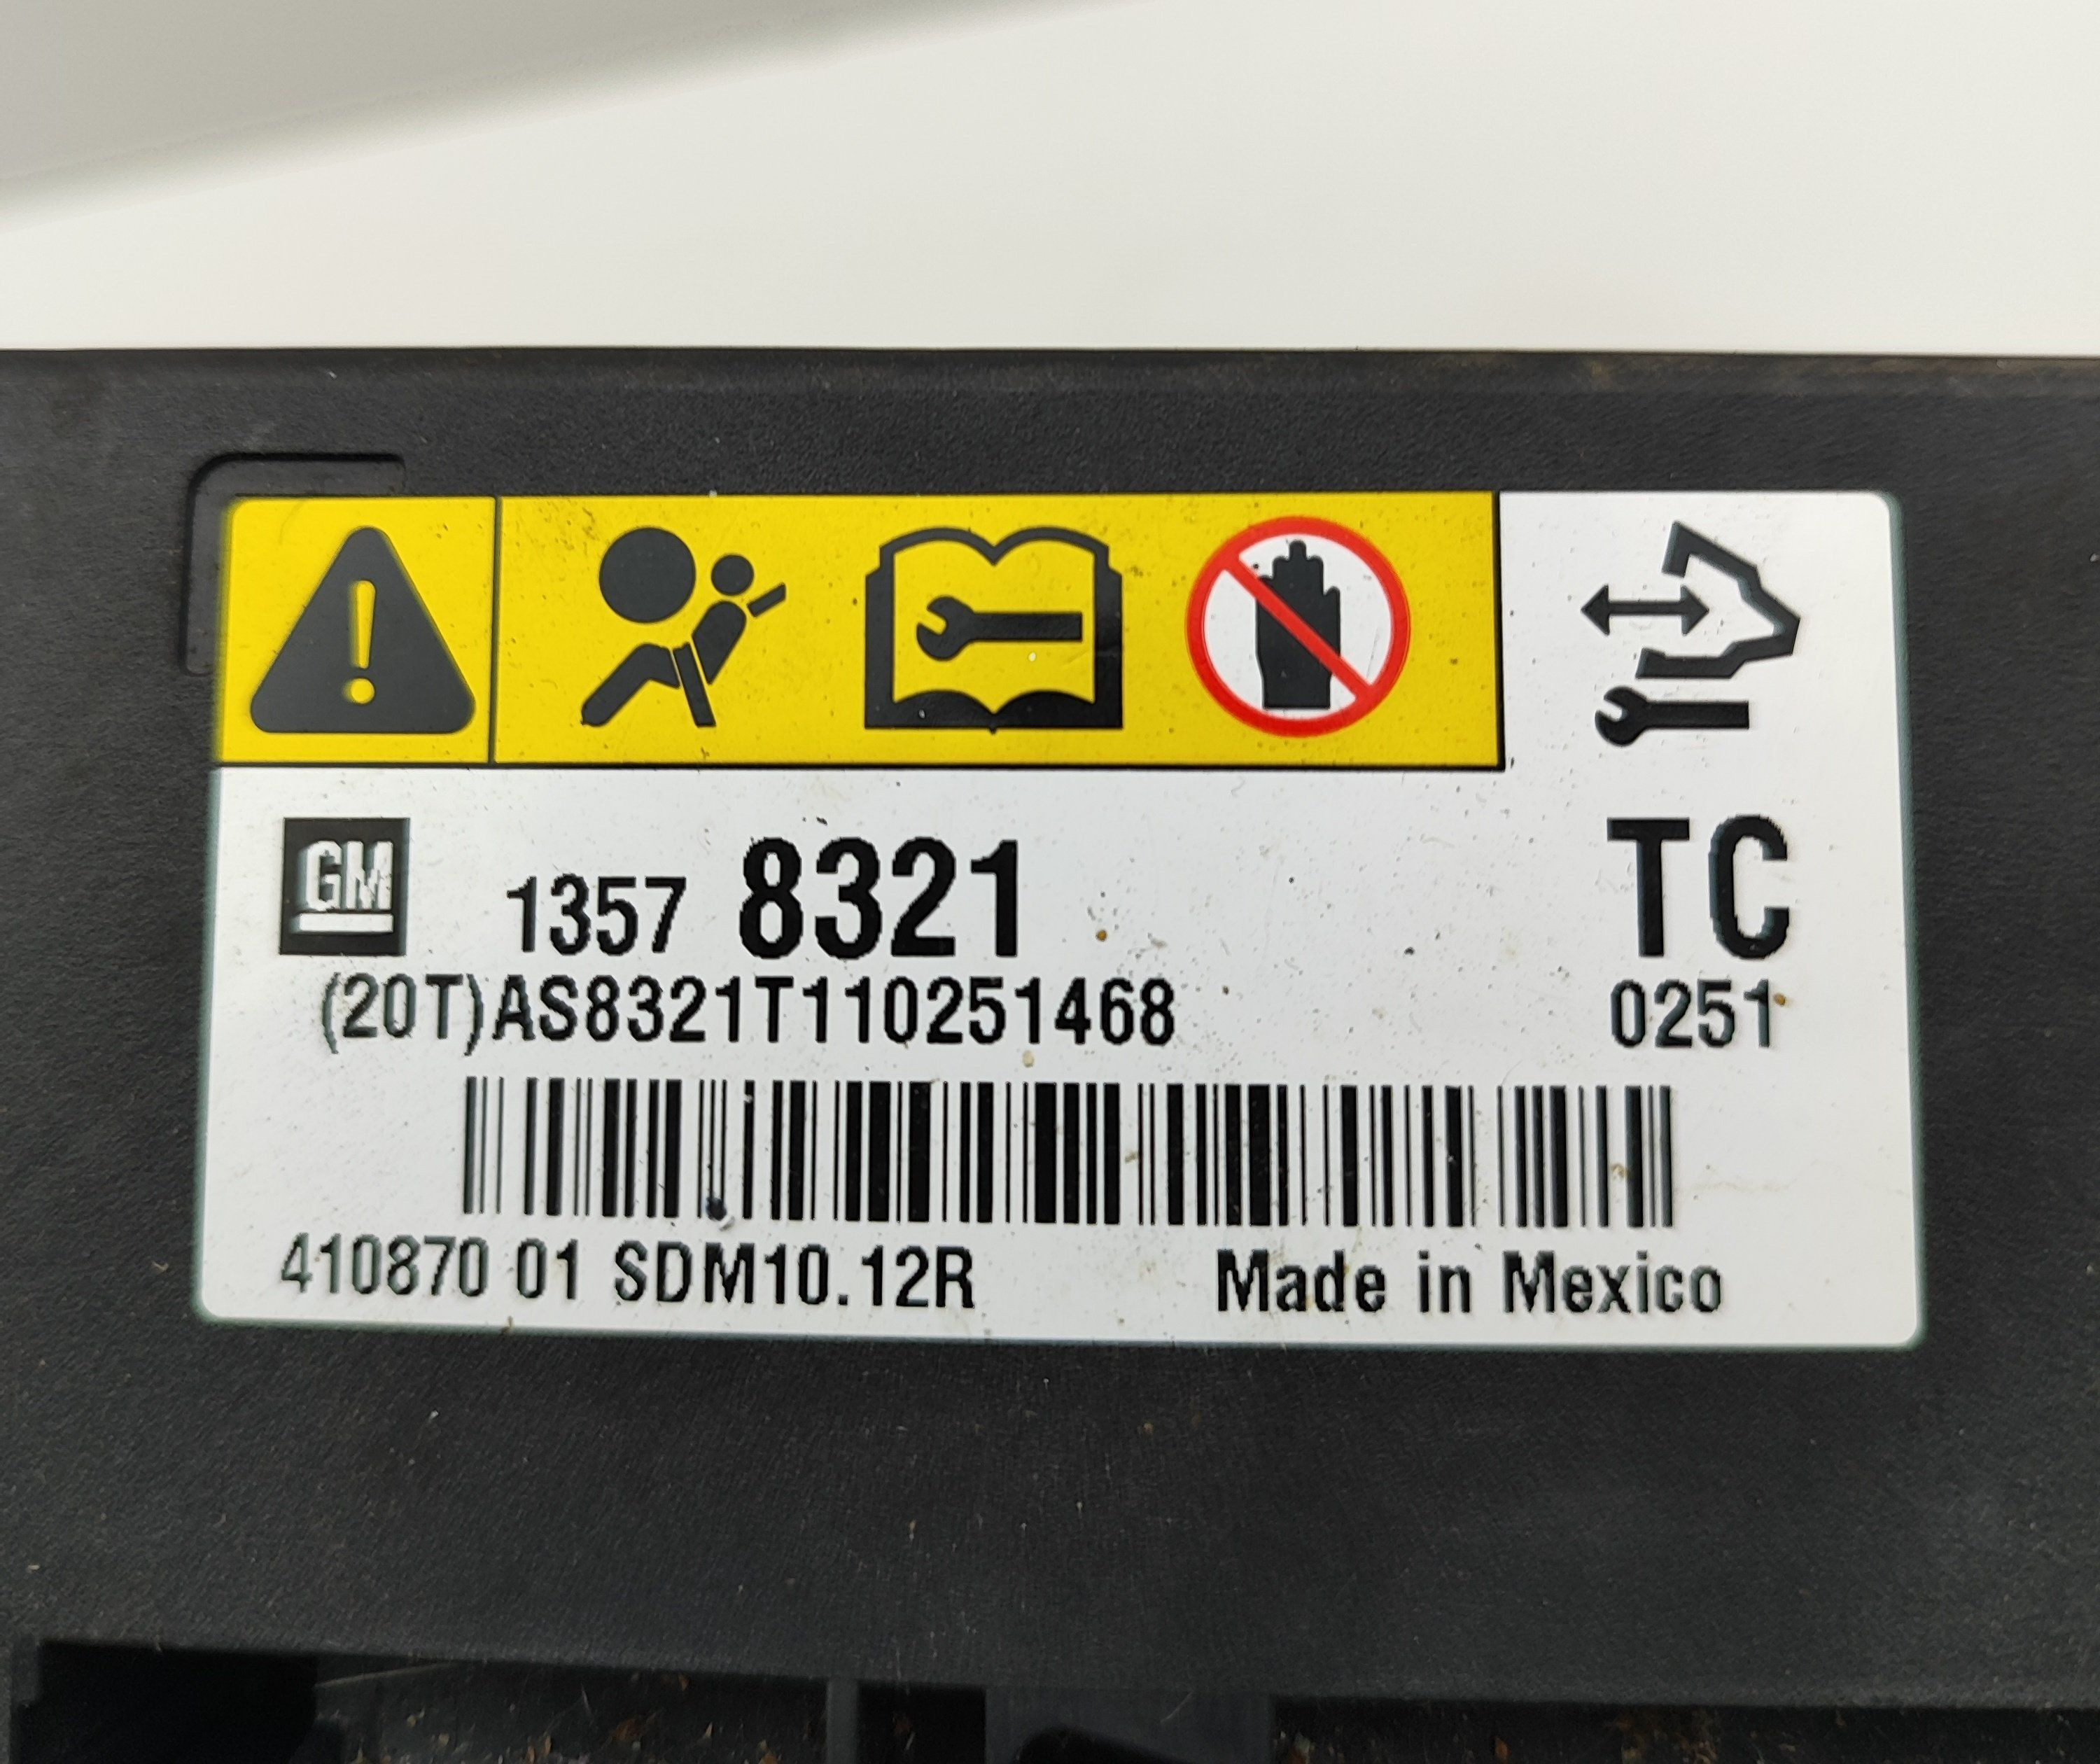 GM 1357 8321 TC
(20T)AS8321T110251468 0251
410870 01 SDM10.12R Made in Mexico